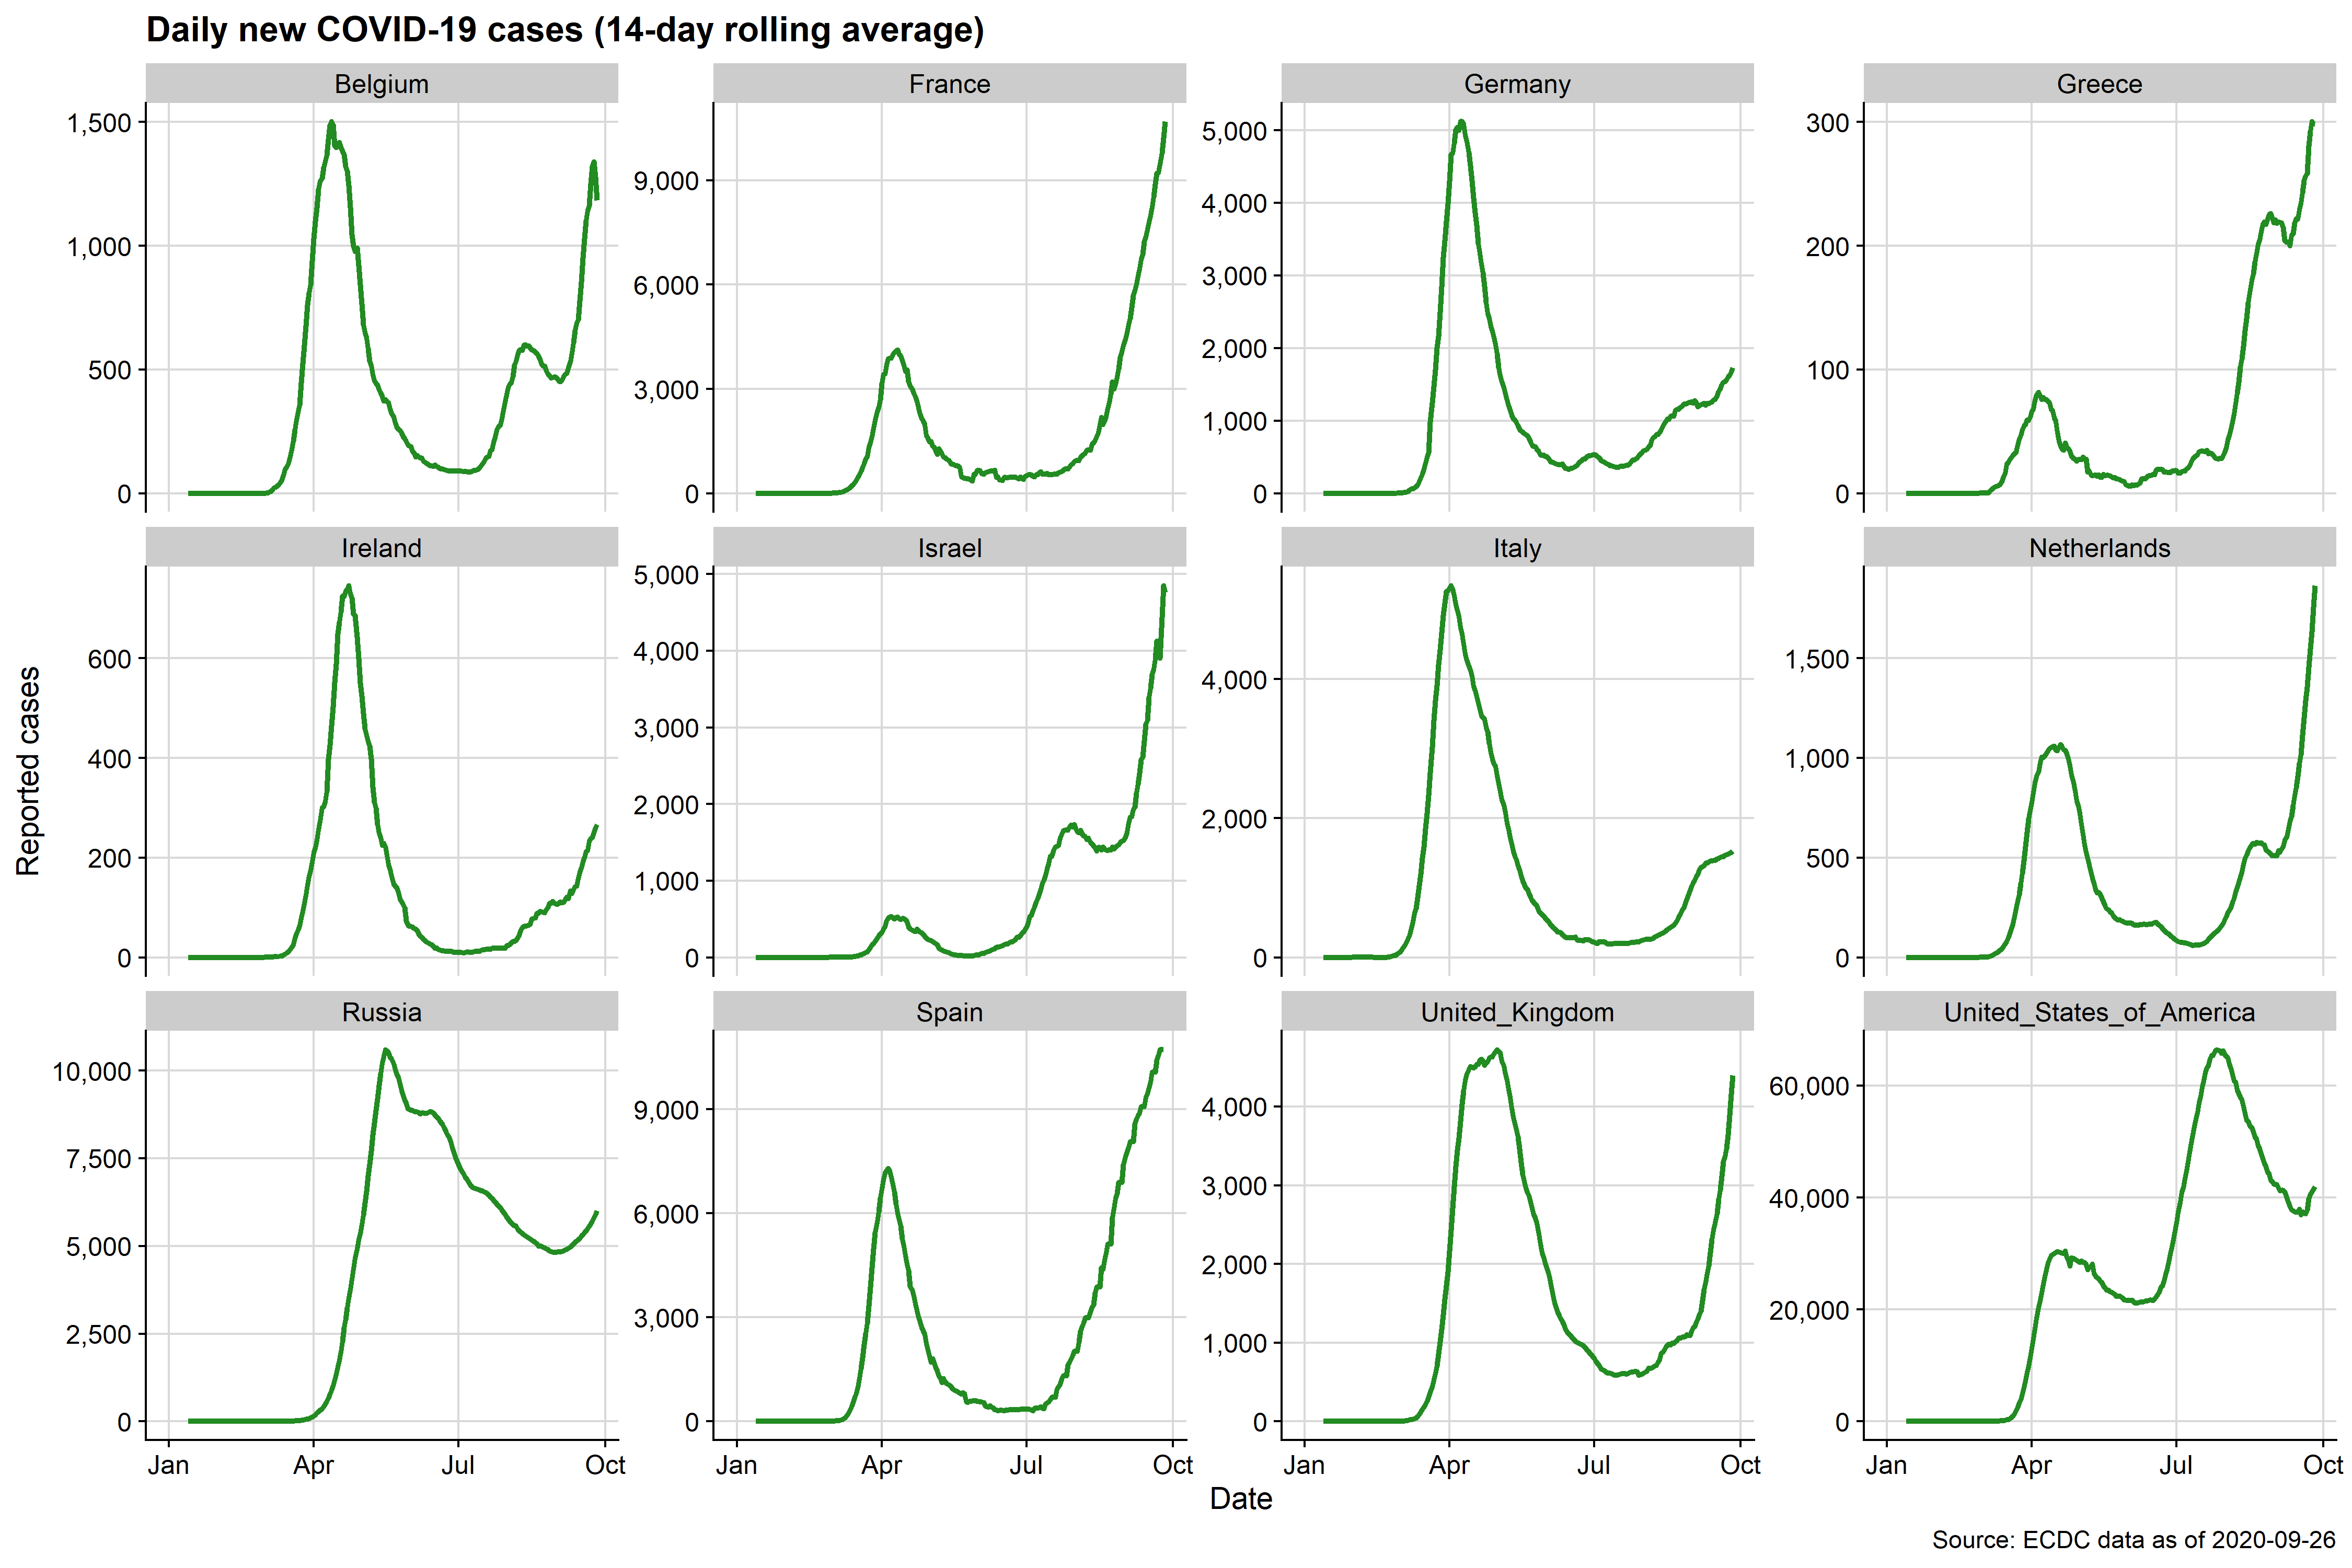 Daily new COVID-19 cases (14-day rolling average)
Belgium
France
Germany
Greece
1,500
1,000
500
0
9,000
6,000
3,000
0
5,000
4,000
3,000
2,000
1,000
0
300
200
100
0
Ireland
Israel
Italy
Netherlands
Reported cases
600
400
200
0
5,000
4,000
3,000
2,000
1,000
0
4,000
2,000
0
1,500
1,000
500
0
Russia
Spain
United_Kingdom
United_States_of_America
10,000
7,500
5,000
2,500
0
9,000
6,000
3,000
0
4,000
3,000
2,000
1,000
0
60,000
40,000
20,000
0
Jan Apr Jul Oct
Jan Apr Jul Oct
Jan Apr Jul Oct
Jan Apr Jul Oct
Date
Source: ECDC data as of 2020-09-26